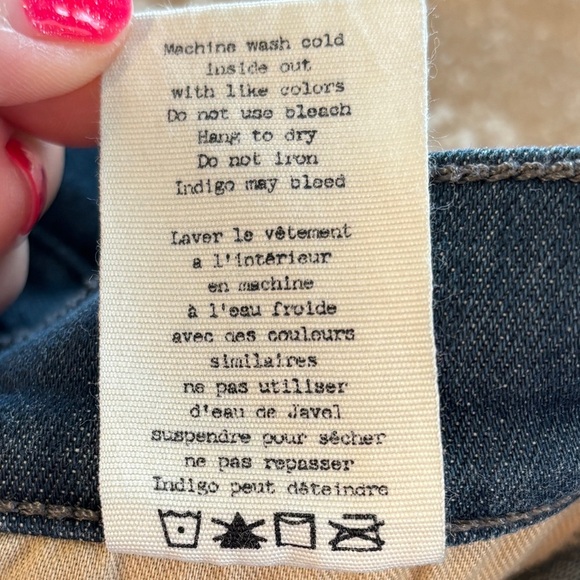 Machine wash cold
inside out
with like colors
Do not use bleach
Hang to dry
Do not iron
Indigo may bleed
Laver le vêtement
a l'intérieur
en machine
à l'eau froide
avec des couleurs
similaires
ne pas utiliser
d'eau de Javel
suspendre pour sécher
ne pas repasser
Indigo peut déteindre